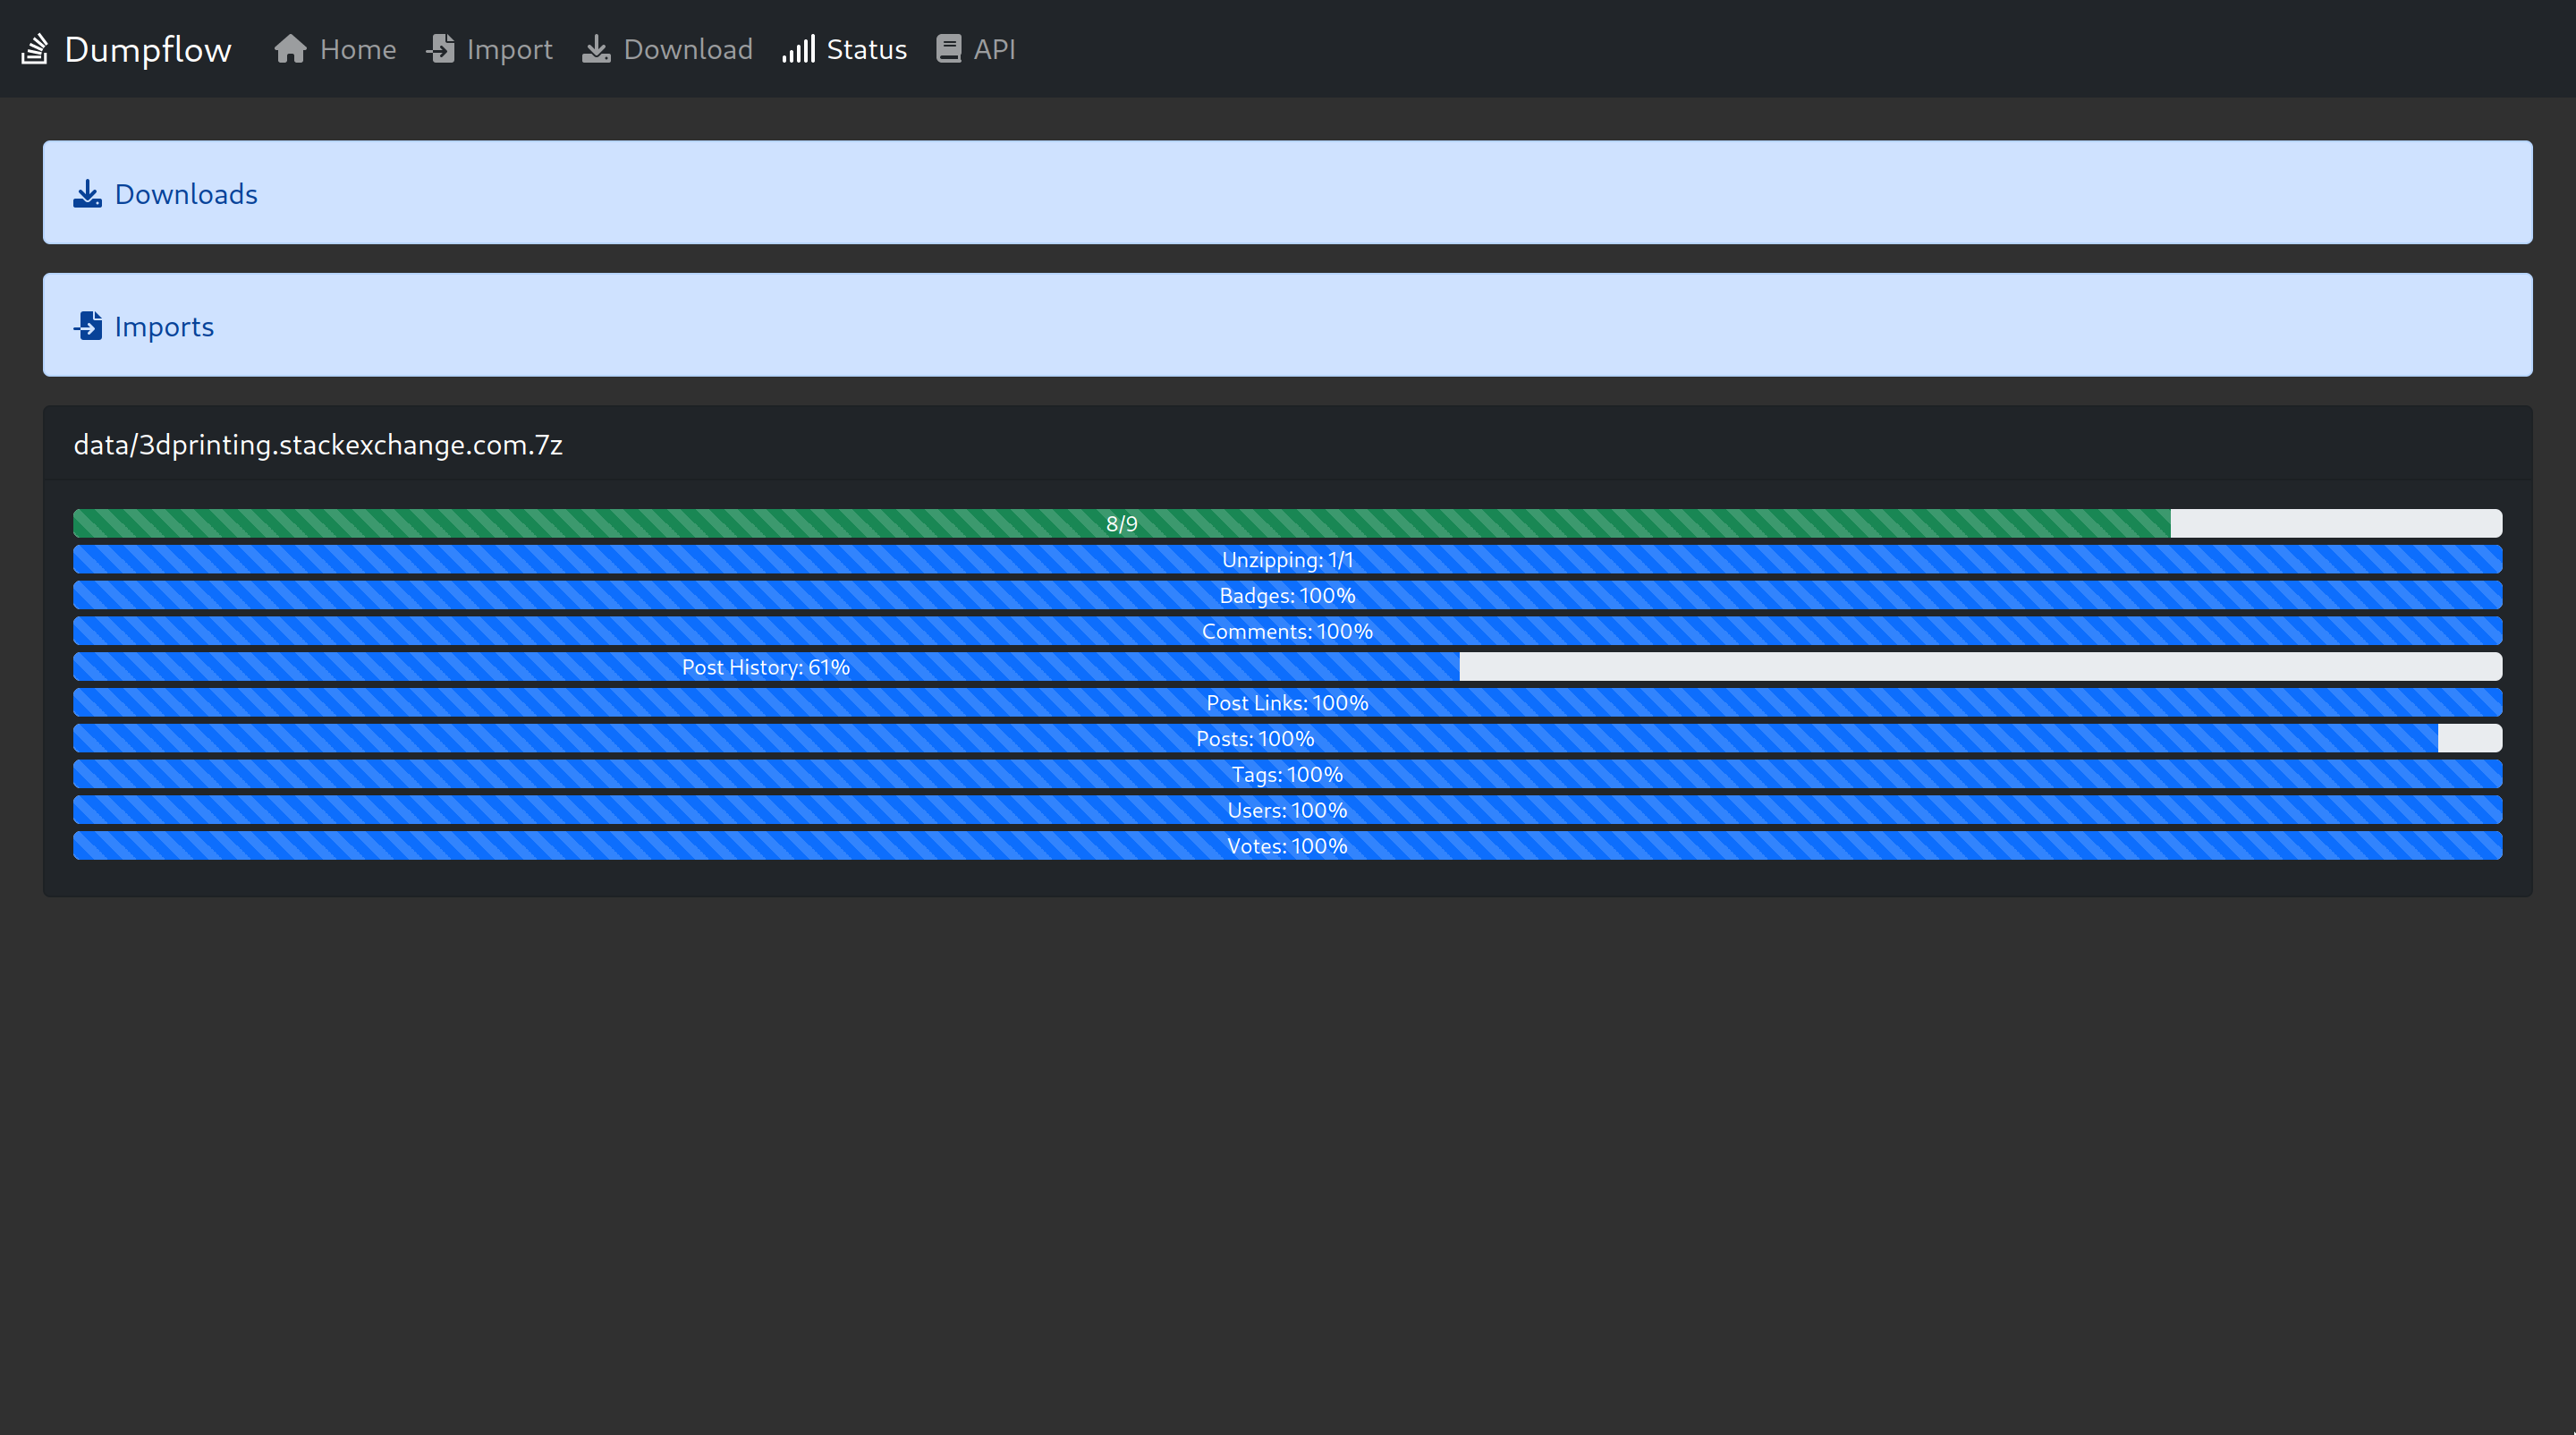 Dumpflow Home Import Download Status API
Downloads
Imports
data/3dprinting.stackexchange.com.7z
8/9
Unzipping: 1/1
Badges: 100%
Comments: 100%
Post History: 61%
Post Links: 100%
Posts: 100%
Tags: 100%
Users: 100%
Votes: 100%